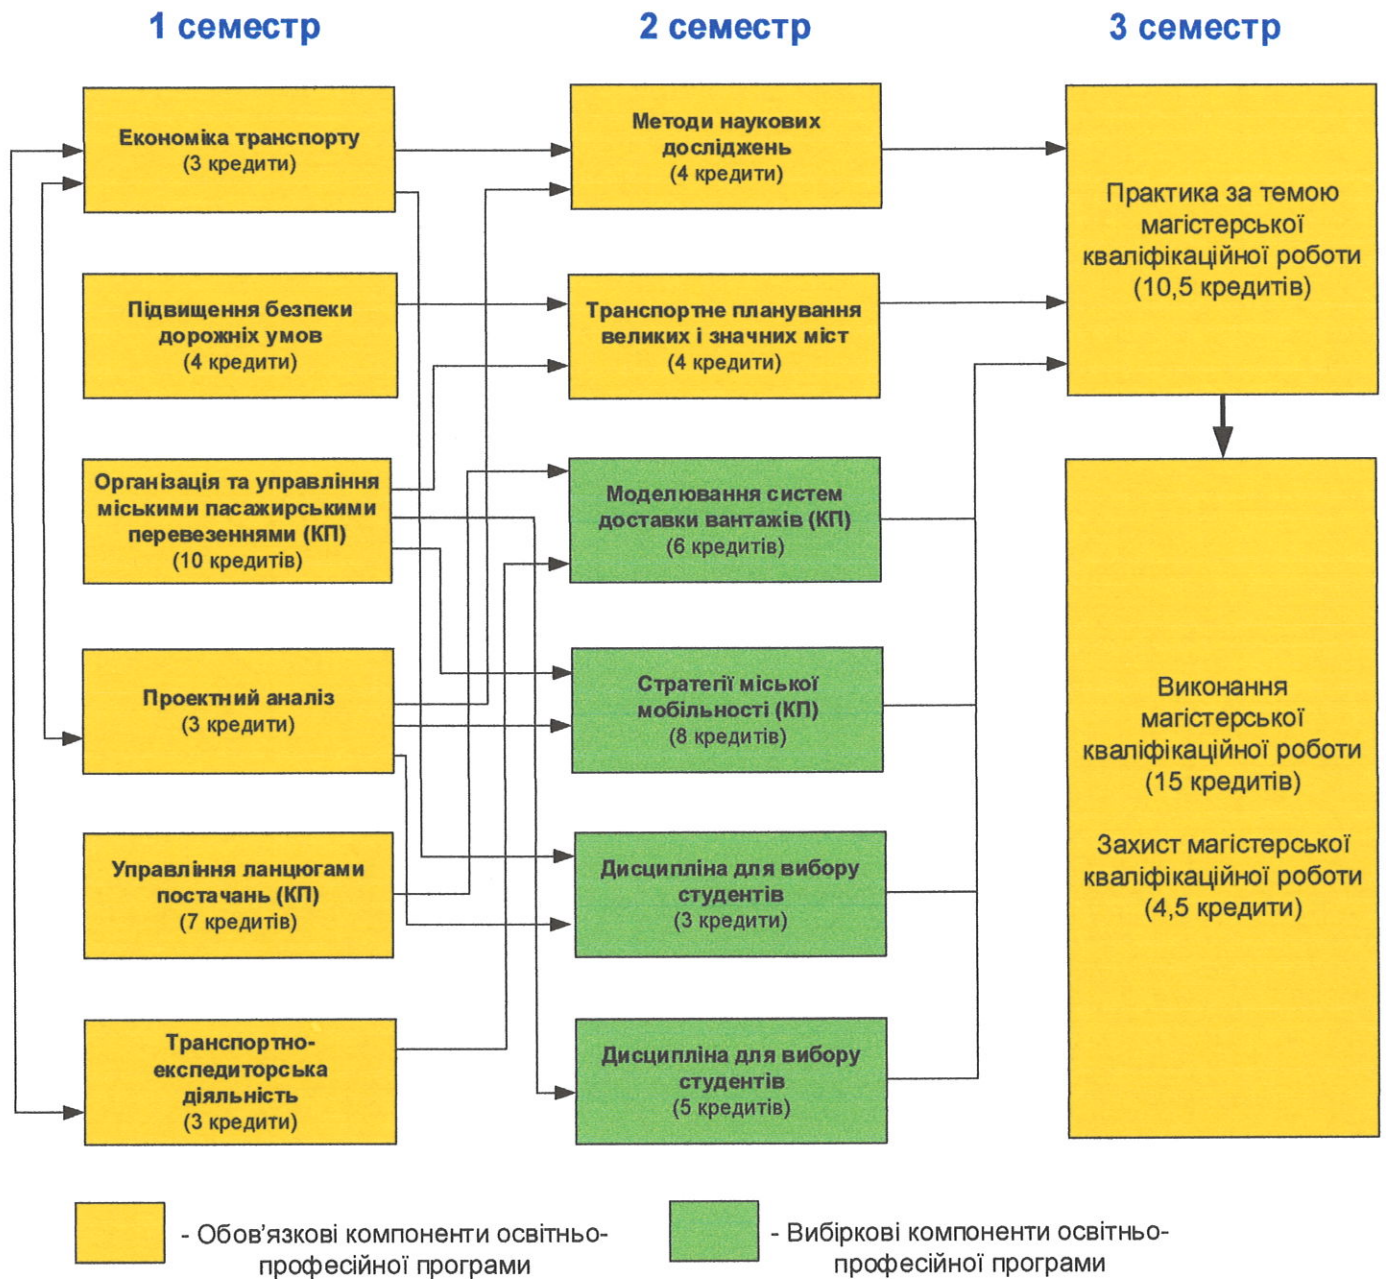 1 семестр
2 семестр
3 семестр
Економіка транспорту
(3 кредити)
Підвищення безпеки
дорожніх умов
(4 кредити)
Організація та управління
міськими пасажирськими
перевезеннями (КП)
(10 кредитів)
Проектний аналіз
(3 кредити)
Управління ланцюгами
постачань (КП)
(7 кредитів)
Транспортно-
експедиторська
діяльність
(3 кредити)
Методи наукових
досліджень
(4 кредити)
Транспортне планування
великих і значних міст
(4 кредити)
Моделювання систем
доставки вантажів (КП)
(6 кредитів)
Стратегії міської
мобільності (КП)
(8 кредитів)
Дисципліна для вибору
студентів
(3 кредити)
Дисципліна для вибору
студентів
(5 кредитів)
Практика за темою
магістерської
кваліфікаційної роботи
(10,5 кредитів)
Виконання
магістерської
кваліфікаційної роботи
(15 кредитів)
Захист магістерської
кваліфікаційної роботи
(4,5 кредити)
- Обов’язкові компоненти освітньо-
професійної програми
- Вибіркові компоненти освітньо-
професійної програми